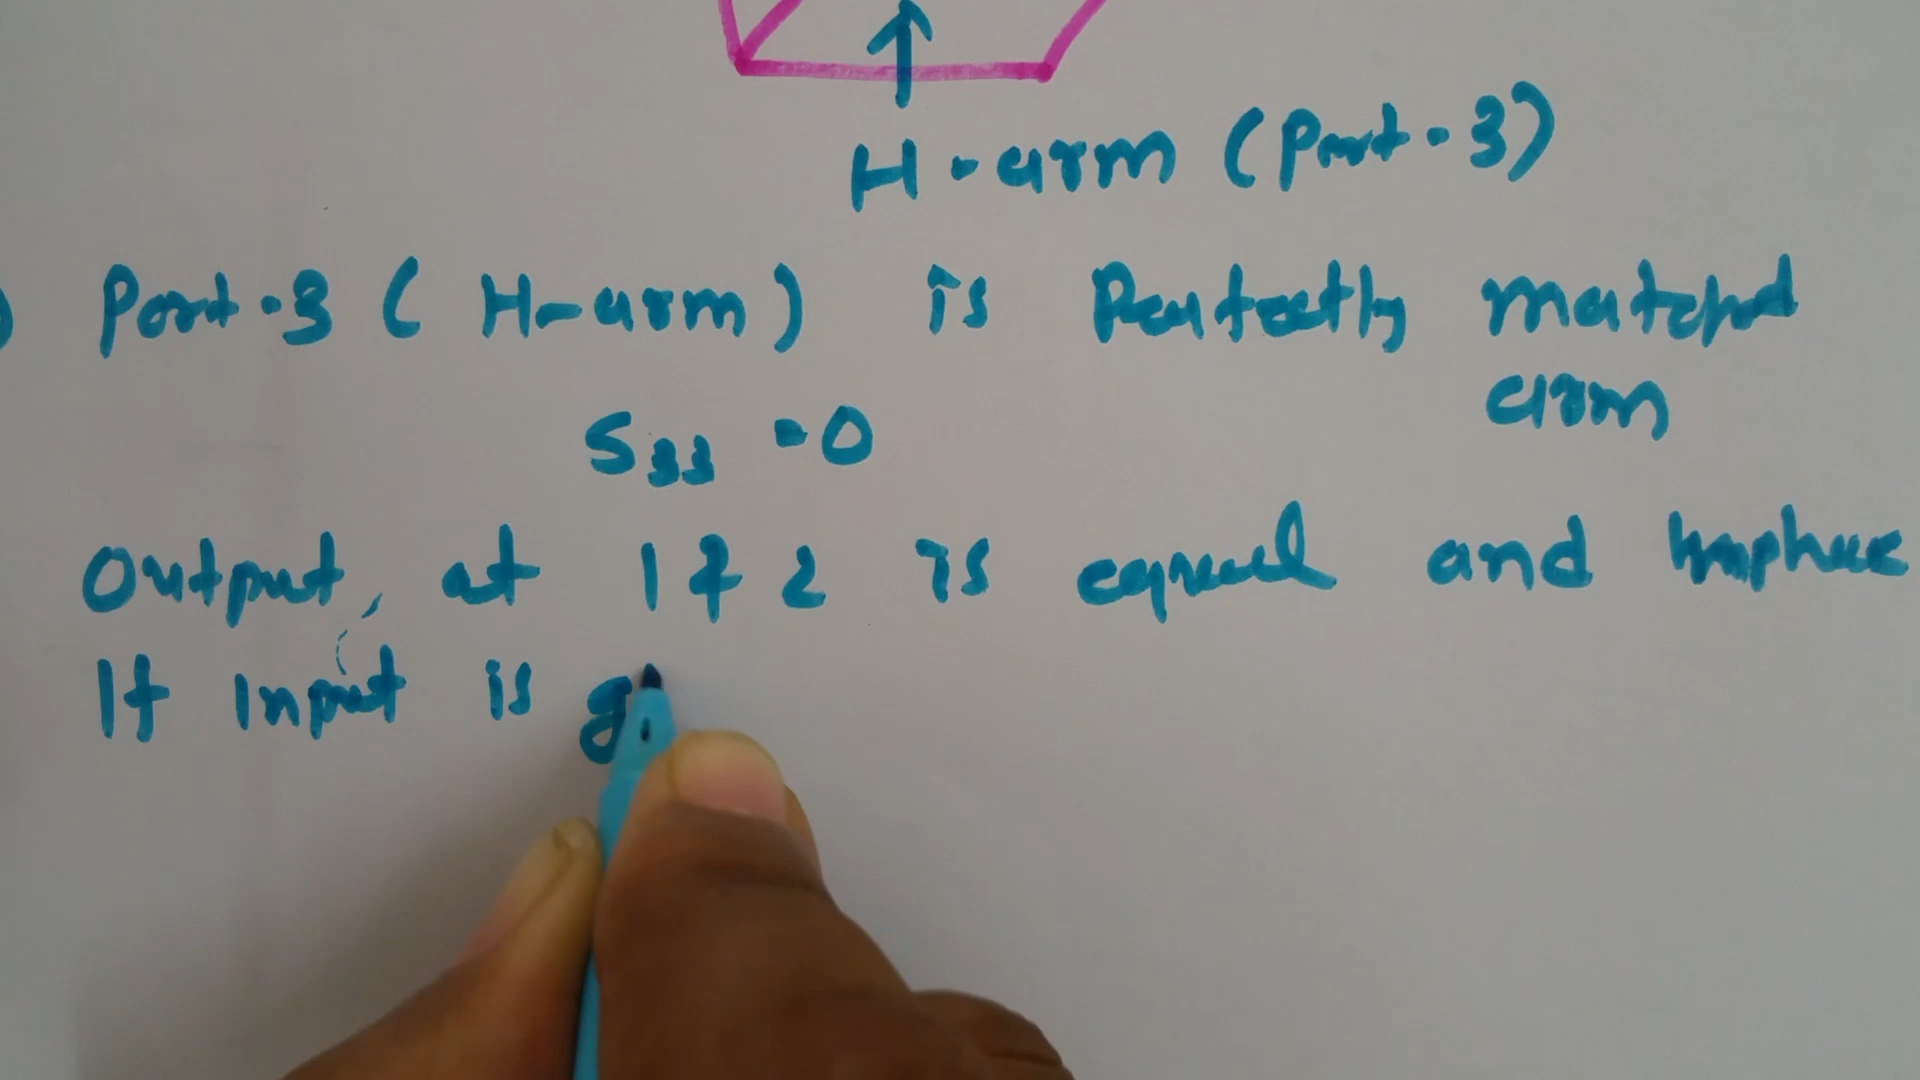 H-arm (Port-3)
) Port-3 (H-arm) is Perfectly matched
arm
S33 = 0
Output, at 1 & 2 is equal and Inphase
If Input is g